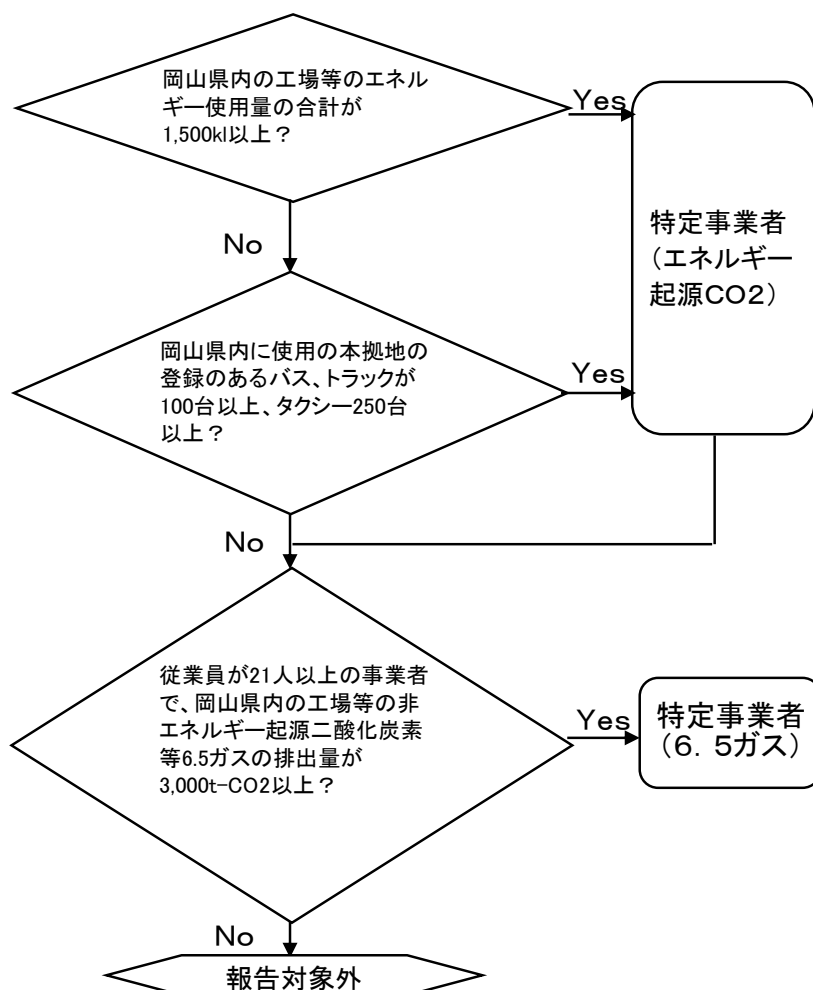 岡山県内の工場等のエネル
ギー使用量の合計が
1,500kl以上？
Yes
特定事業者
（エネルギー
起源CO2）
No
岡山県内に使用の本拠地の
登録のあるバス、トラックが
100台以上、タクシー250台
以上？
Yes
No
従業員が21人以上の事業者
で、岡山県内の工場等の非
エネルギー起源二酸化炭素
等6.5ガスの排出量が
3,000t-CO2以上？
Yes
特定事業者
（6．5ガス）
No
報告対象外